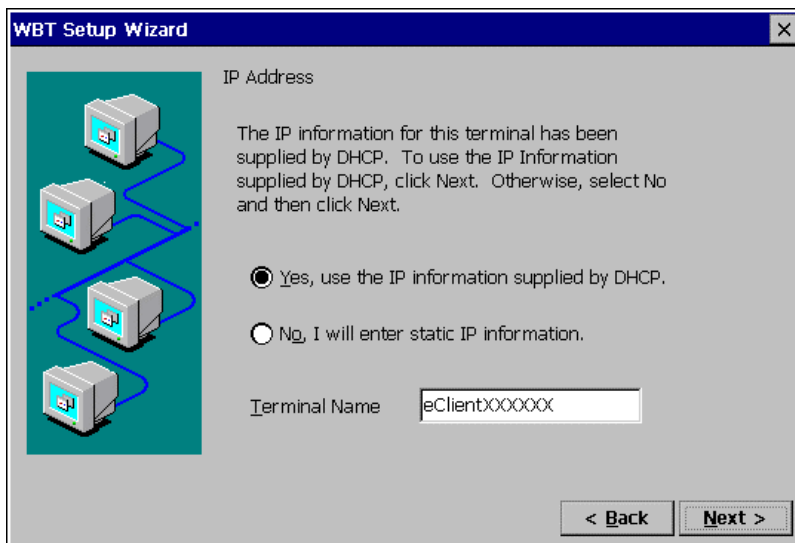 WBT Setup Wizard
IP Address
The IP information for this terminal has been
supplied by DHCP. To use the IP Information
supplied by DHCP, click Next. Otherwise, select No
and then click Next.
Yes, use the IP information supplied by DHCP.
No, I will enter static IP information.
Terminal Name eClientXXXXXX
< Back Next >